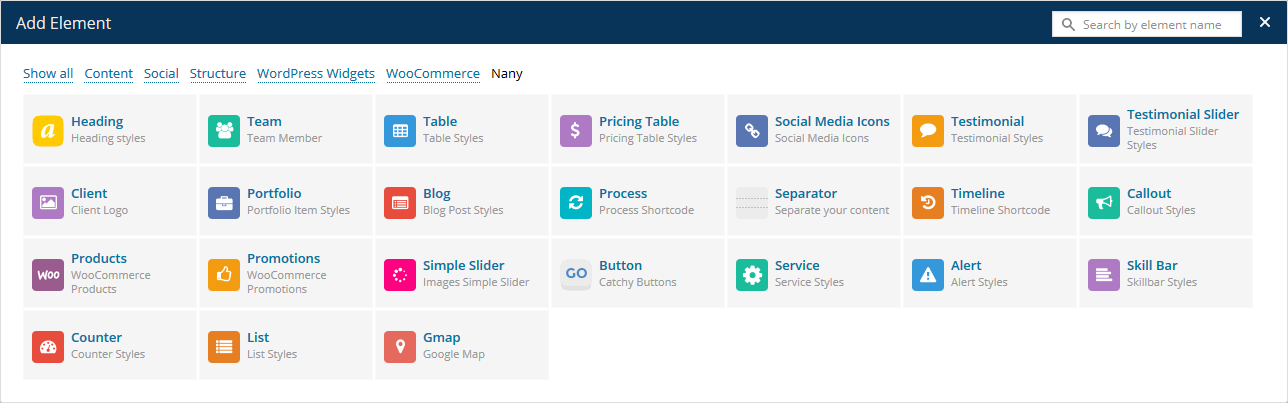 Add Element
Search by element name
Show all Content Social Structure WordPress Widgets WooCommerce Nany
Heading
Heading styles
Team
Team Member
Table
Table Styles
Pricing Table
Pricing Table Styles
Social Media Icons
Social Media Icons
Testimonial
Testimonial Styles
Testimonial Slider
Testimonial Slider
Styles
Client
Client Logo
Portfolio
Portfolio Item Styles
Blog
Blog Post Styles
Process
Process Shortcode
Separator
Separate your content
Timeline
Timeline Shortcode
Callout
Callout Styles
Woo
Products
WooCommerce
Products
Promotions
WooCommerce
Promotions
Simple Slider
Images Simple Slider
GO
Button
Catchy Buttons
Service
Service Styles
Alert
Alert Styles
Skill Bar
Skillbar Styles
Counter
Counter Styles
List
List Styles
Gmap
Google Map